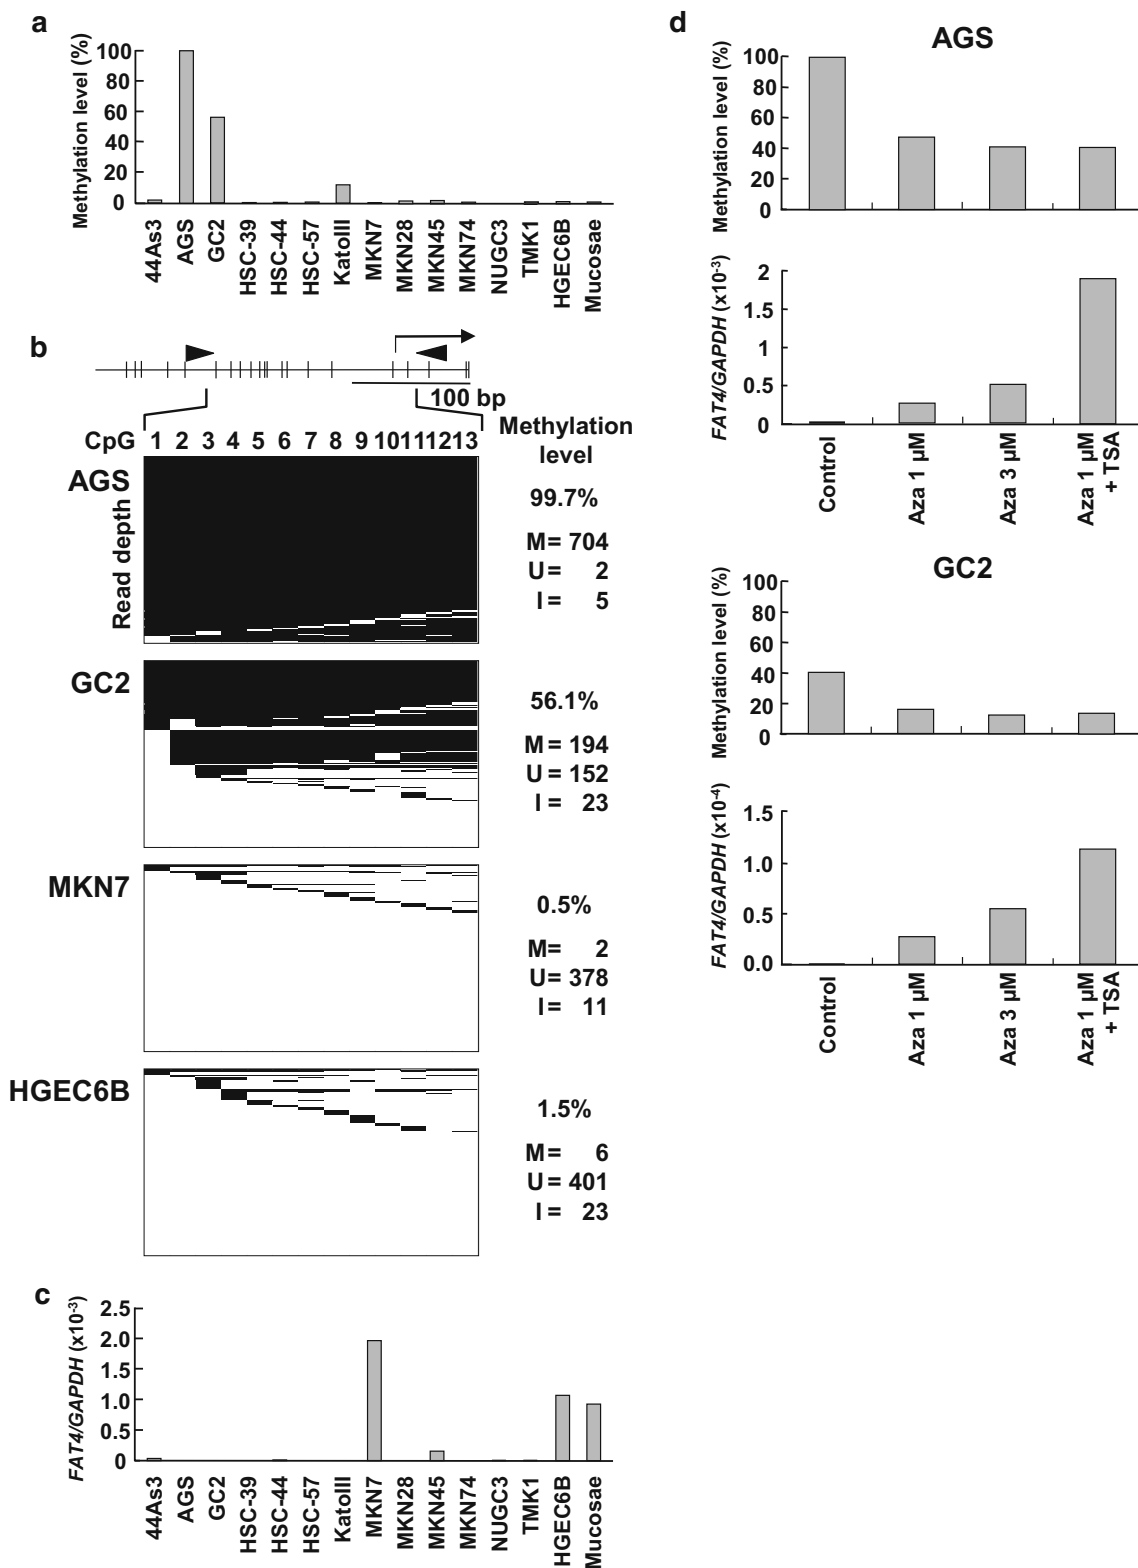 a
Methylation level (%)
100
80
60
40
20
0
44As3
AGS
GC2
HSC-39
HSC-44
HSC-57
KatoIII
MKN7
MKN28
MKN45
MKN74
NUGC3
TMK1
HGEC6B
Mucosae
b
100 bp
CpG 1 2 3 4 5 6 7 8 9 10 11 12 13
Methylation level
AGS
Read depth
99.7%
M= 704
U= 2
I= 5
GC2
56.1%
M= 194
U= 152
I= 23
MKN7
0.5%
M= 2
U= 378
I= 11
HGEC6B
1.5%
M= 6
U= 401
I= 23
c
FAT4/GAPDH (x10⁻³)
2.5
2.0
1.5
1.0
0.5
0
44As3
AGS
GC2
HSC-39
HSC-44
HSC-57
KatoIII
MKN7
MKN28
MKN45
MKN74
NUGC3
TMK1
HGEC6B
Mucosae
d
AGS
Methylation level (%)
100
80
60
40
20
0
FAT4/GAPDH (x10⁻³)
2
1.5
1
0.5
0
Control
Aza 1 µM
Aza 3 µM
Aza 1 µM
+ TSA
GC2
Methylation level (%)
100
80
60
40
20
0
FAT4/GAPDH (x10⁻⁴)
1.5
1.0
0.5
0.0
Control
Aza 1 µM
Aza 3 µM
Aza 1 µM
+ TSA